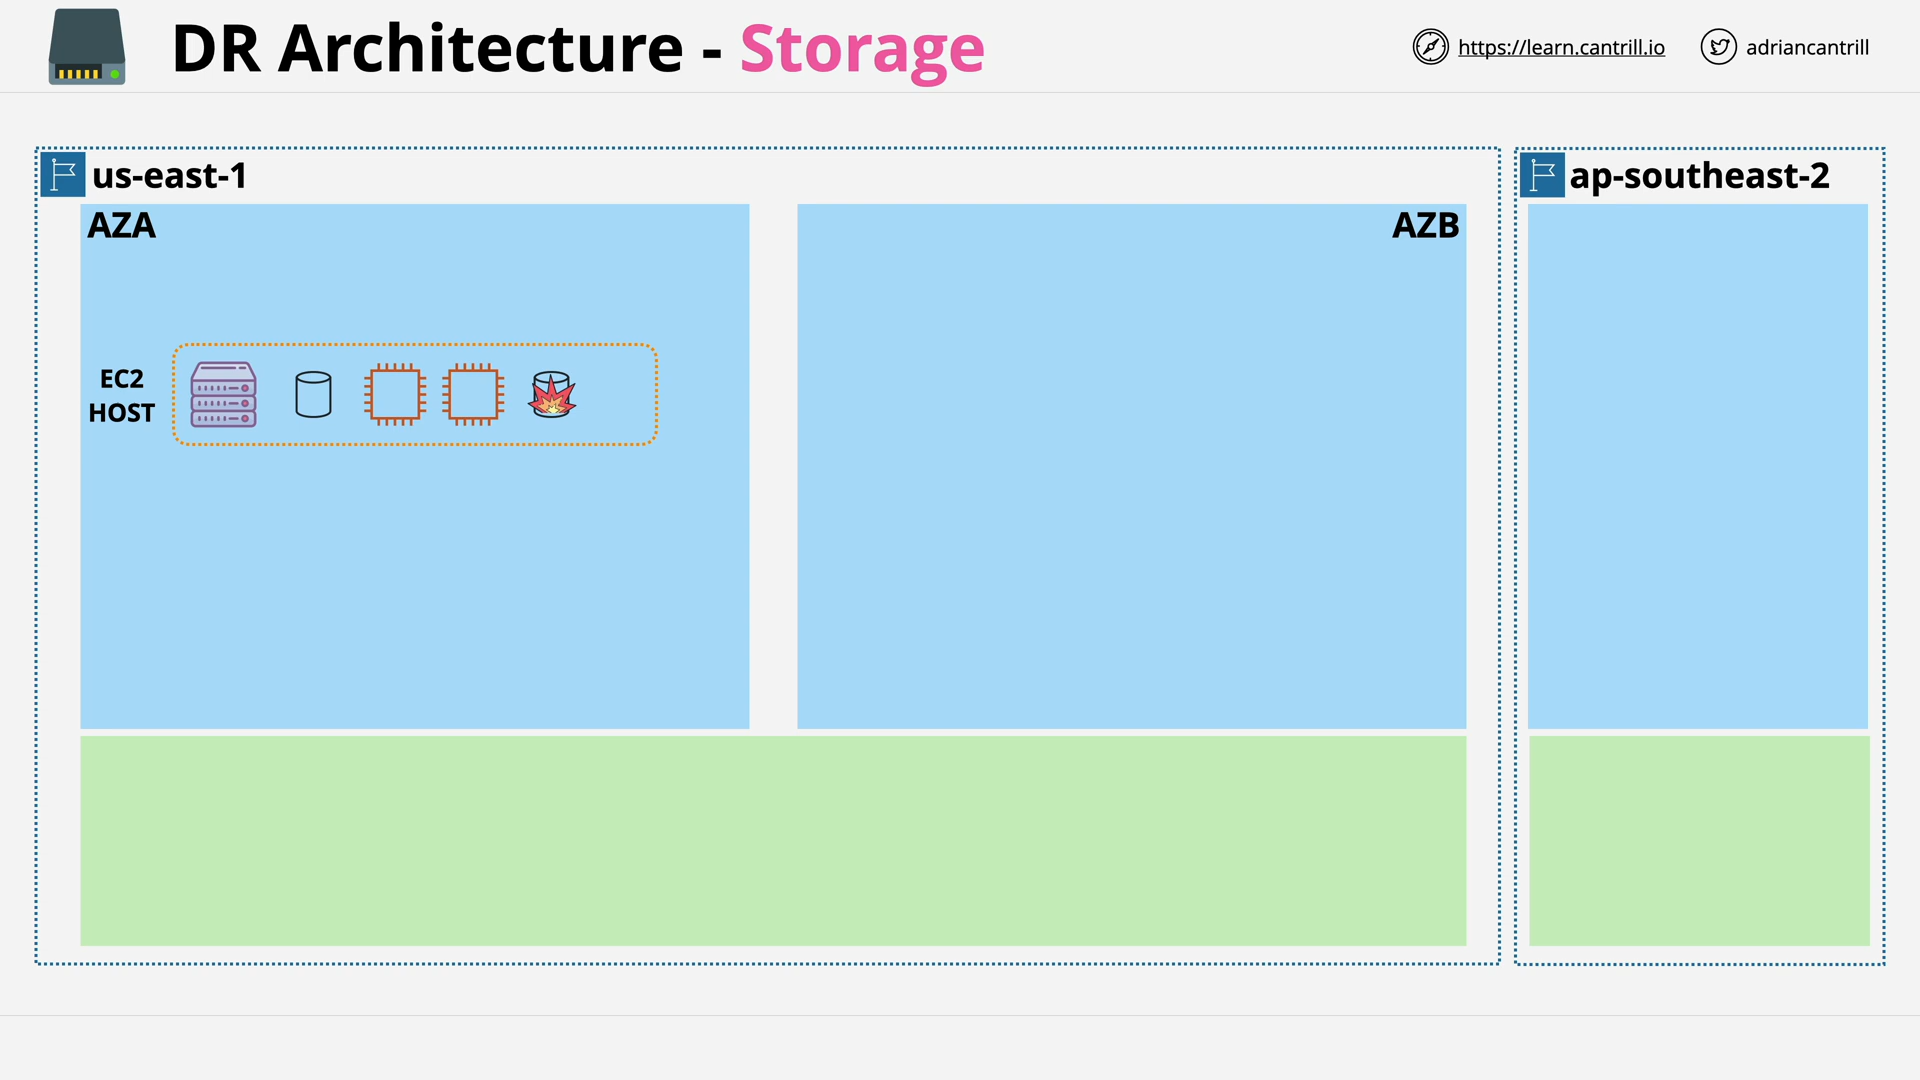 DR Architecture - Storage
https://learn.cantrill.io
adriancantrill
us-east-1
ap-southeast-2
AZA
AZB
EC2
HOST